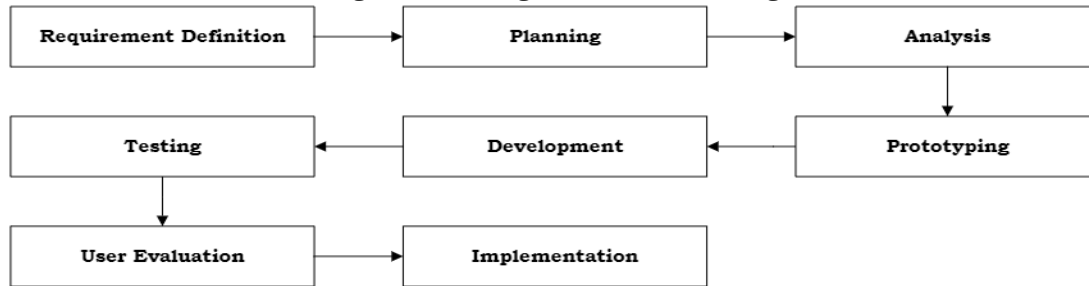 Requirement Definition
Planning
Analysis
Testing
Development
Prototyping
User Evaluation
Implementation